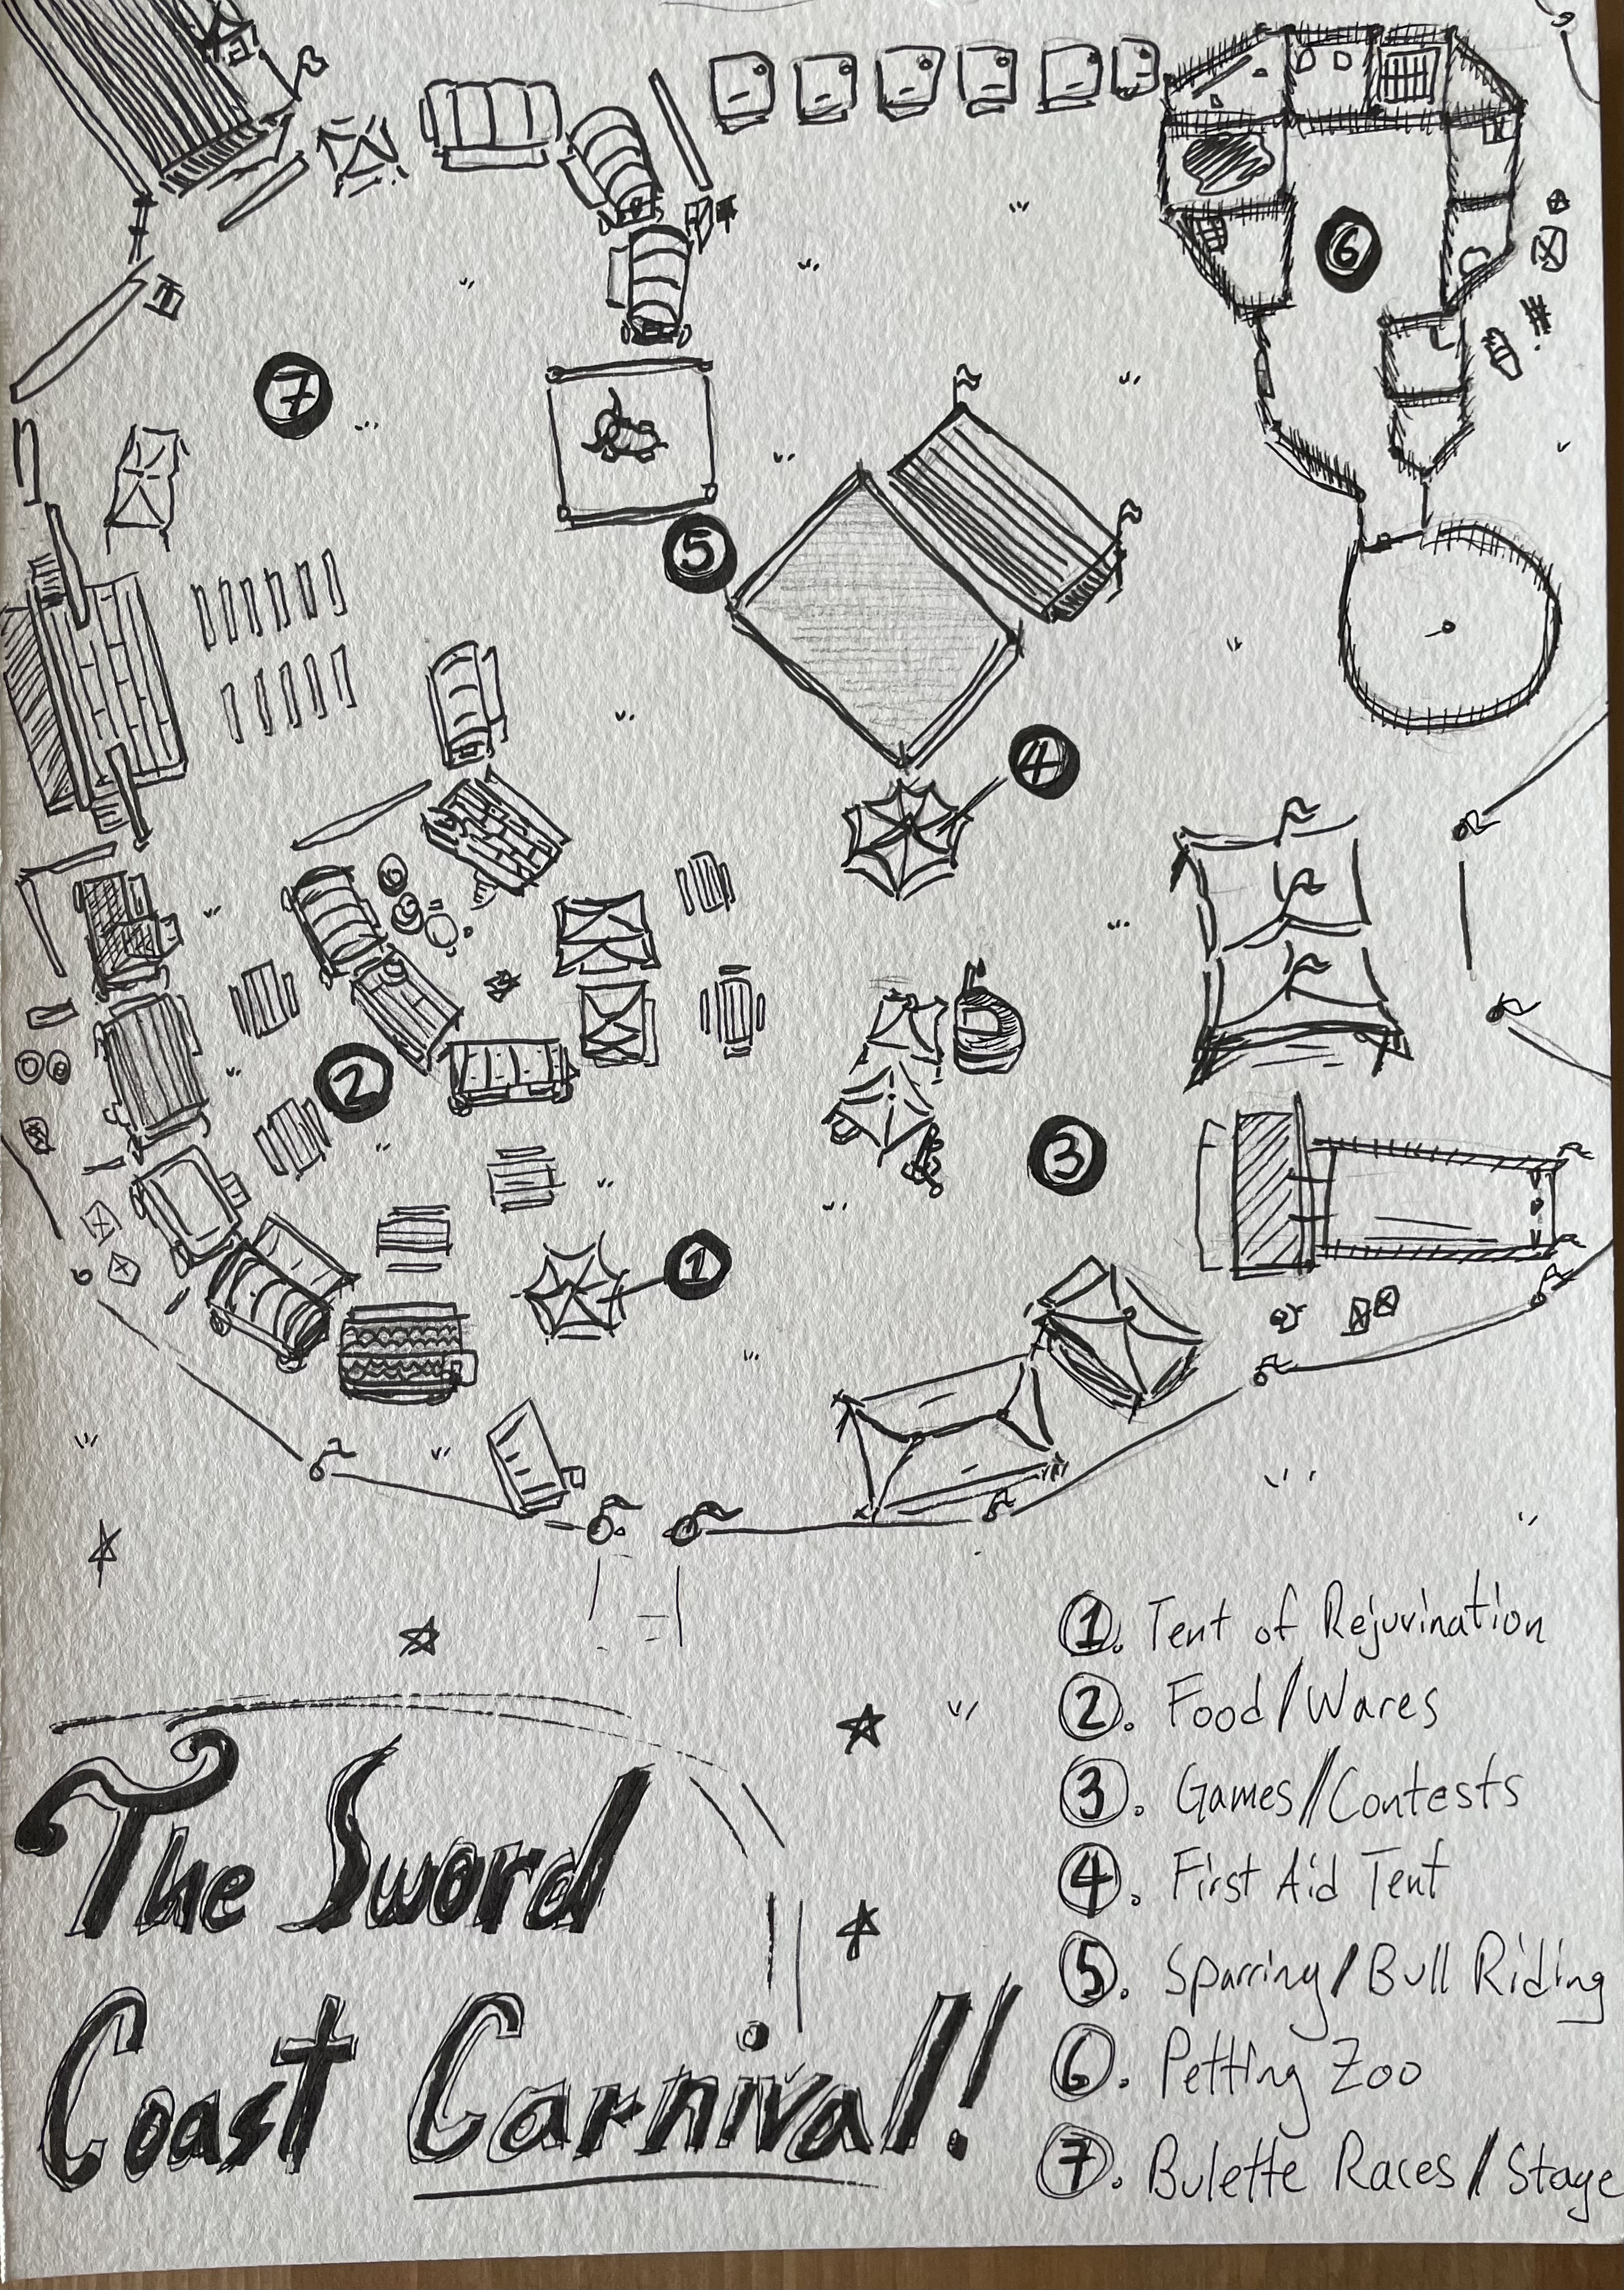 7
6
5
4
2
3
1
1. Tent of Rejuvination
2. Food/Wares
3. Games/Contests
4. First Aid Tent
5. Sparring/Bull Riding
6. Petting Zoo
7. Bulette Races/Stage
The Sword
Coast Carnival!